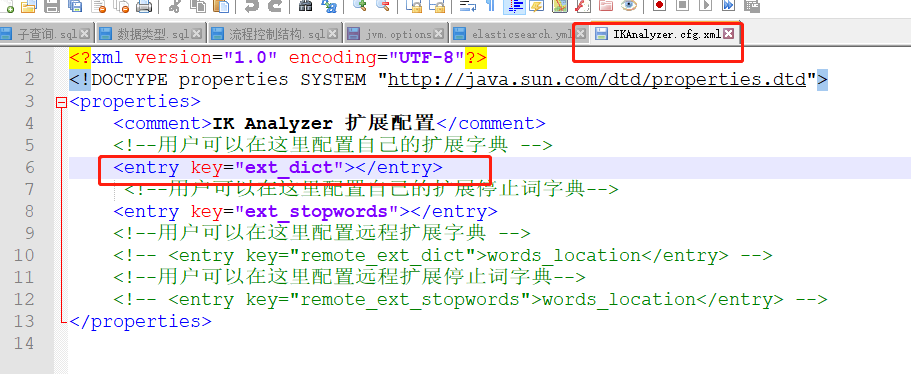 子查询.sql 数据类型.sql 流程控制结构.sql jvm.options elasticsearch.yml IKAnalyzer.cfg.xml
1 <?xml version="1.0" encoding="UTF-8"?>
2 <!DOCTYPE properties SYSTEM "http://java.sun.com/dtd/properties.dtd">
3 <properties>
4 <comment>IK Analyzer 扩展配置</comment>
5 <!--用户可以在这里配置自己的扩展字典 -->
6 <entry key="ext_dict"></entry>
7 <!--用户可以在这里配置自己的扩展停止词字典-->
8 <entry key="ext_stopwords"></entry>
9 <!--用户可以在这里配置远程扩展字典 -->
10 <!-- <entry key="remote_ext_dict">words_location</entry> -->
11 <!--用户可以在这里配置远程扩展停止词字典-->
12 <!-- <entry key="remote_ext_stopwords">words_location</entry> -->
13 </properties>
14